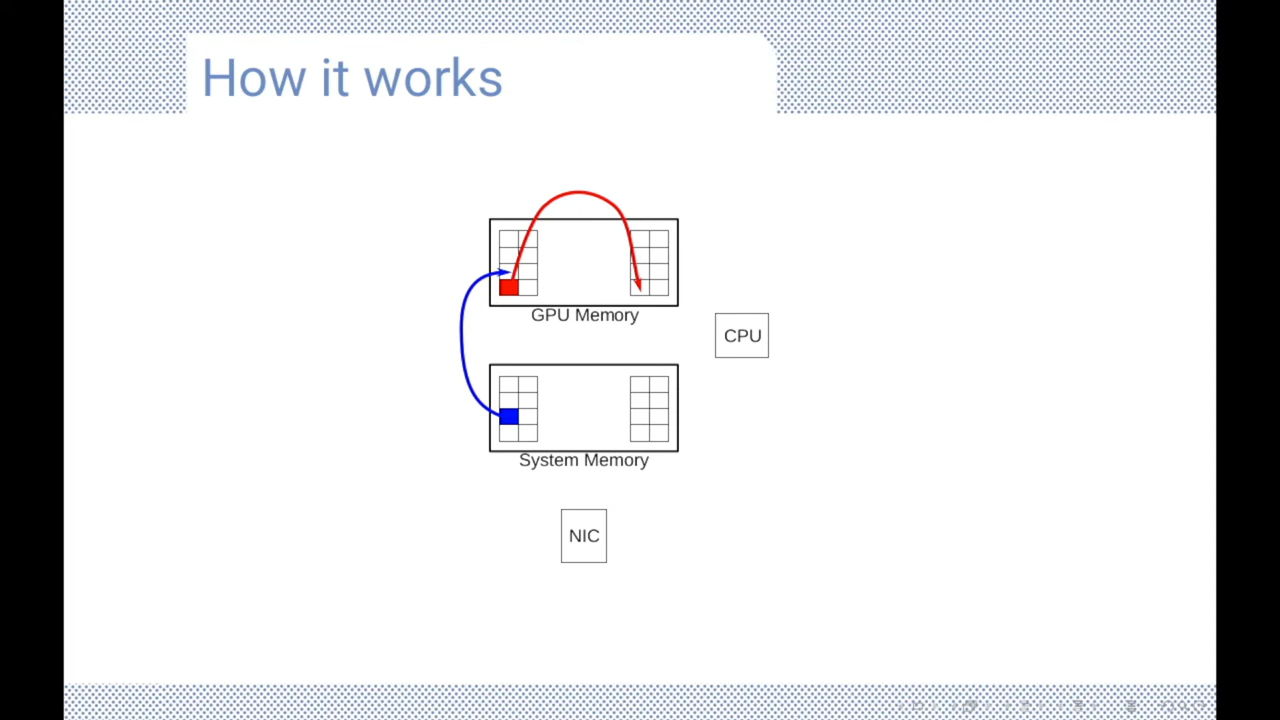 How it works
GPU Memory
CPU
System Memory
NIC